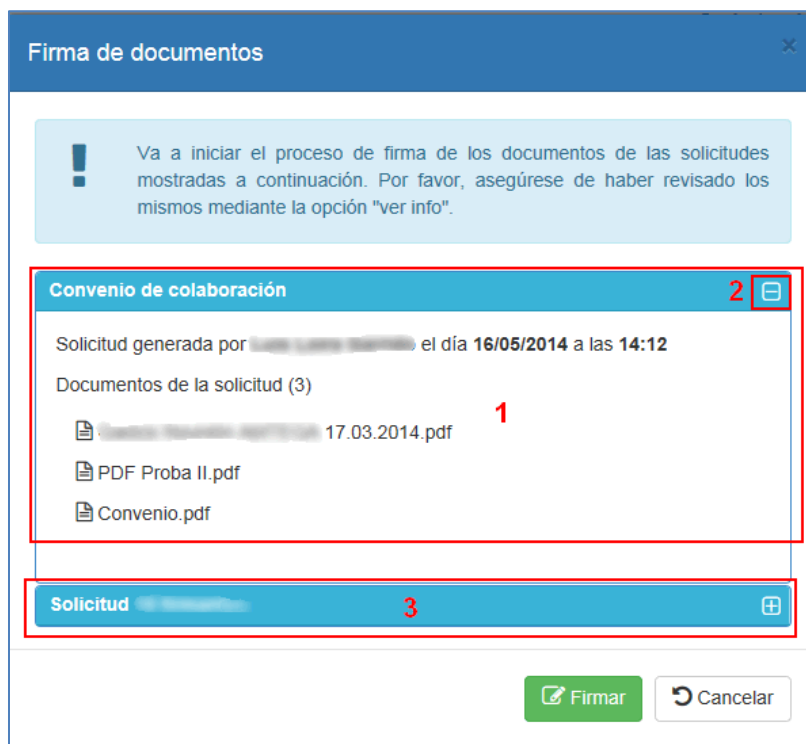 Firma de documentos
Va a iniciar el proceso de firma de los documentos de las solicitudes
mostradas a continuación. Por favor, asegúrese de haber revisado los
mismos mediante la opción "ver info".
Convenio de colaboración 2
Solicitud generada por el día 16/05/2014 a las 14:12
Documentos de la solicitud (3)
1
17.03.2014.pdf
PDF Proba II.pdf
Convenio.pdf
Solicitud 3
Firmar Cancelar